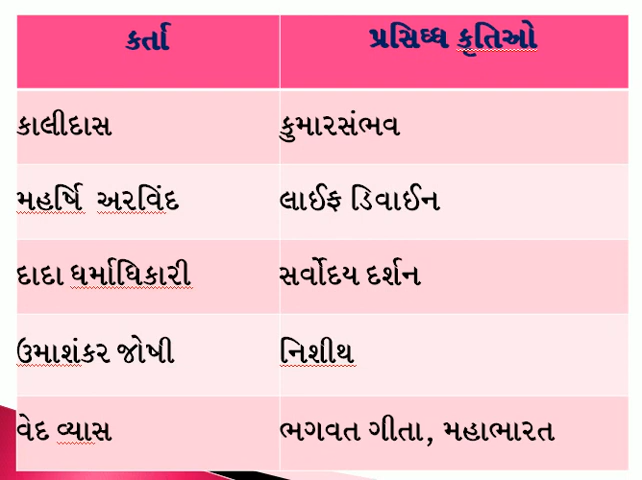 કર્તા પ્રસિધ્ધ કૃતિઓ
કાલીદાસ કુમારસંભવ
મહર્ષિ અરવિંદ લાઈફ ડિવાઈન
દાદા ધર્માધિકારી સર્વોદય દર્શન
ઉમાશંકર જોષી નિશીથ
વેદ વ્યાસ ભગવત ગીતા, મહાભારત